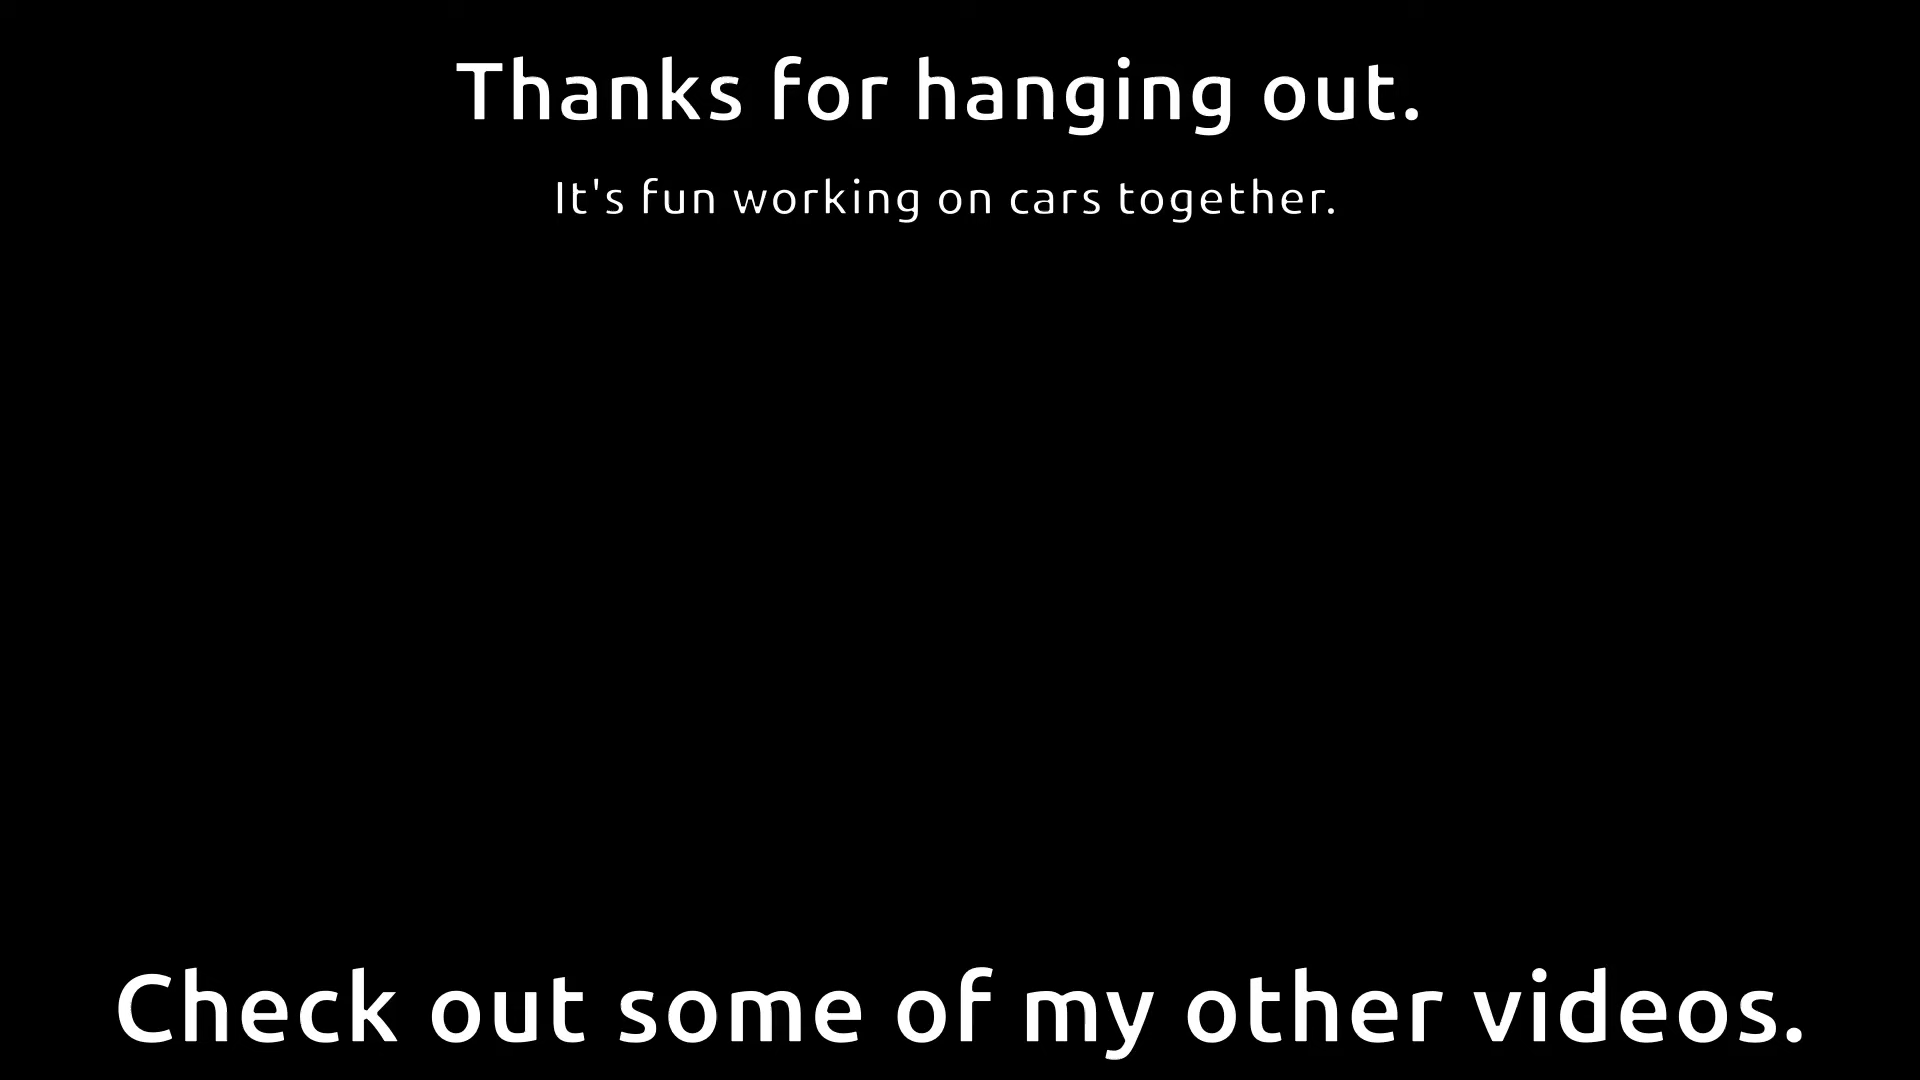 Thanks for hanging out.
It's fun working on cars together.
Check out some of my other videos.